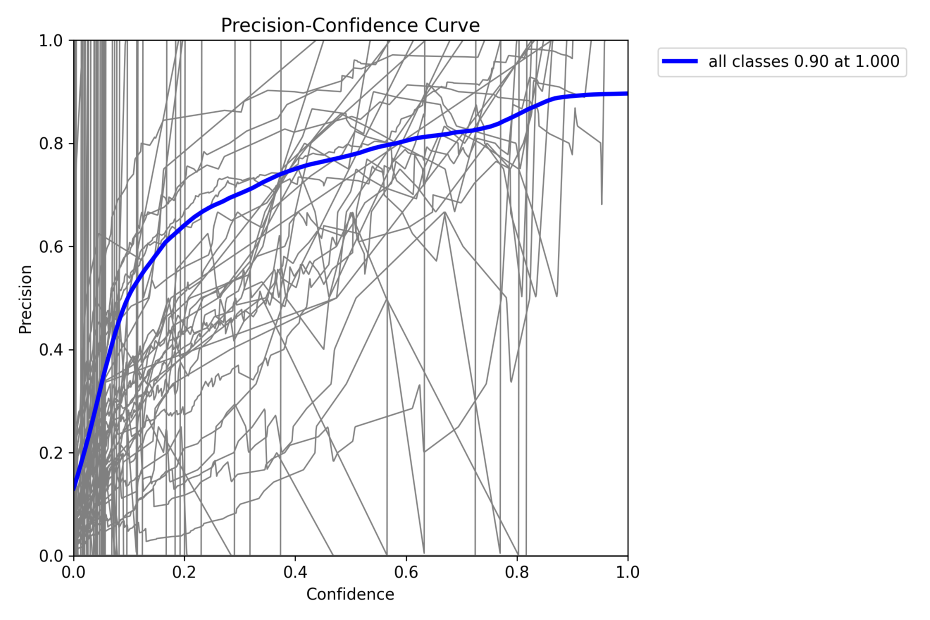 Precision-Confidence Curve
all classes 0.90 at 1.000
Precision
1.0
0.8
0.6
0.4
0.2
0.0
0.0 0.2 0.4 0.6 0.8 1.0
Confidence